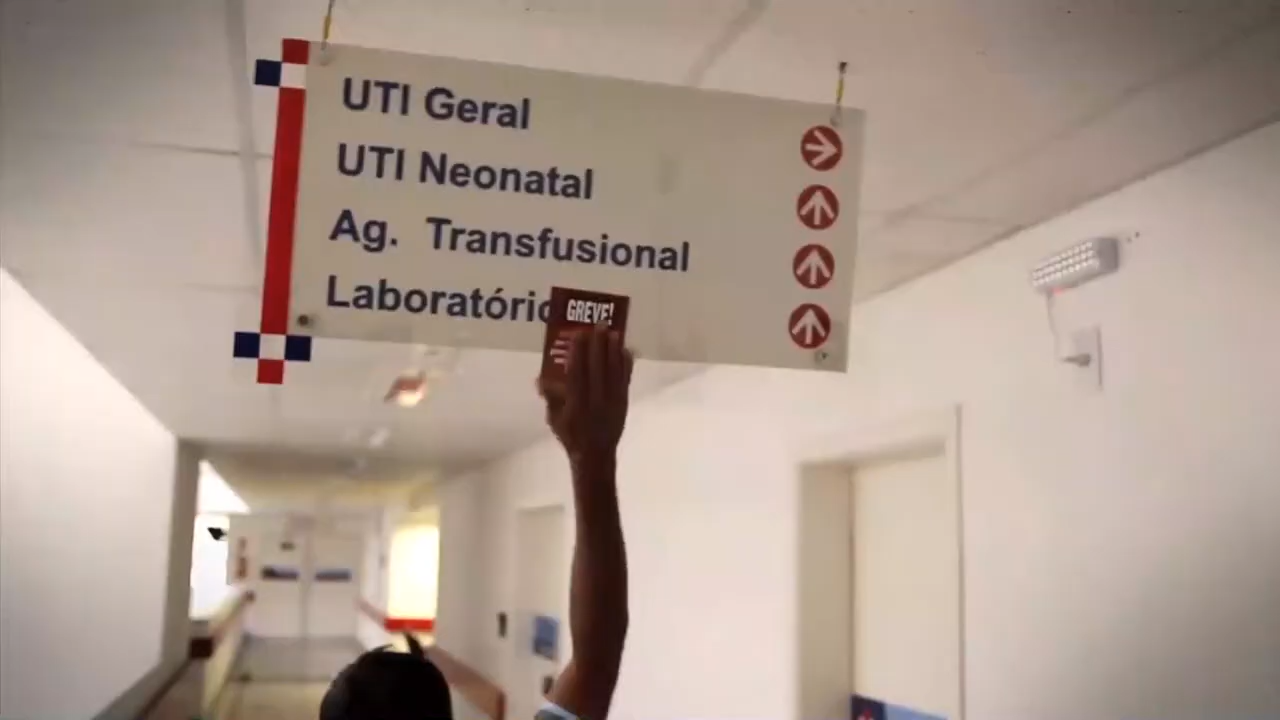 UTI Geral
UTI Neonatal
Ag. Transfusional
Laboratório
GREVE!